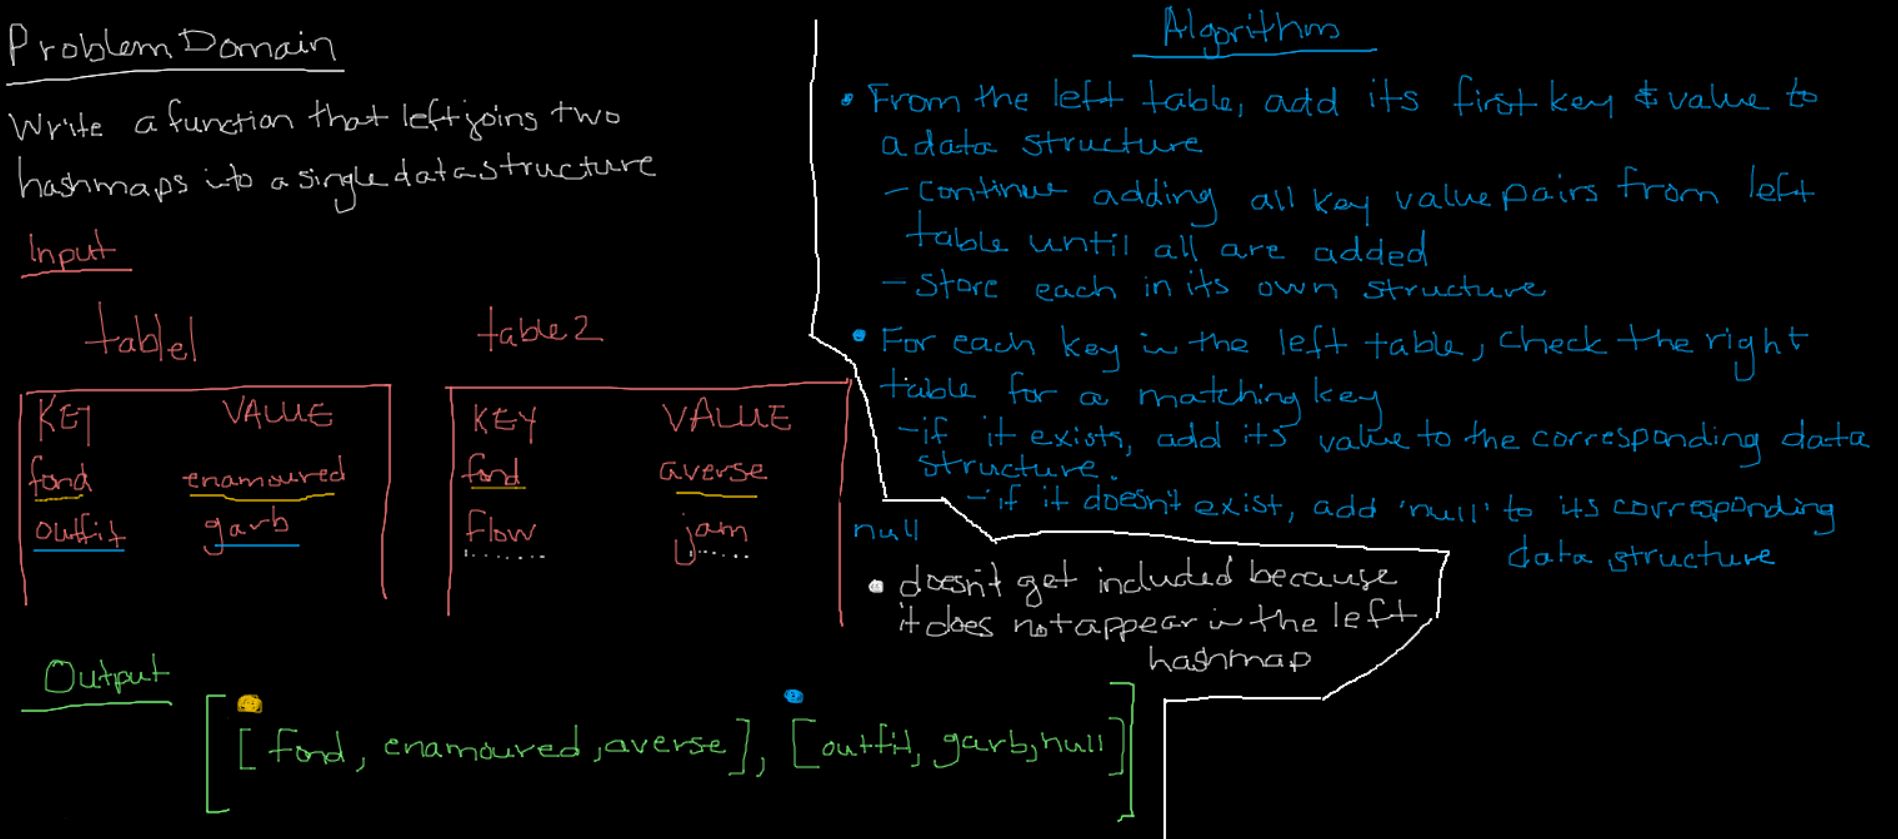 Problem Domain
Write a function that left joins two
hashmaps into a single data structure
Input
table1
KEY VALUE
fond enamoured
outfit garb
table2
KEY VALUE
fond averse
flow jam
null
• doesn't get included because
it does not appear in the left
hashmap
Output
[[fond, enamoured, averse], [outfit, garb, null]]
Algorithm
• From the left table, add its first key & value to
a data structure
- continue adding all key value pairs from left
table until all are added
- Store each in its own structure
• For each key in the left table, check the right
table for a matching key
- if it exists, add its value to the corresponding data
structure.
- if it doesn't exist, add 'null' to its corresponding
data structure